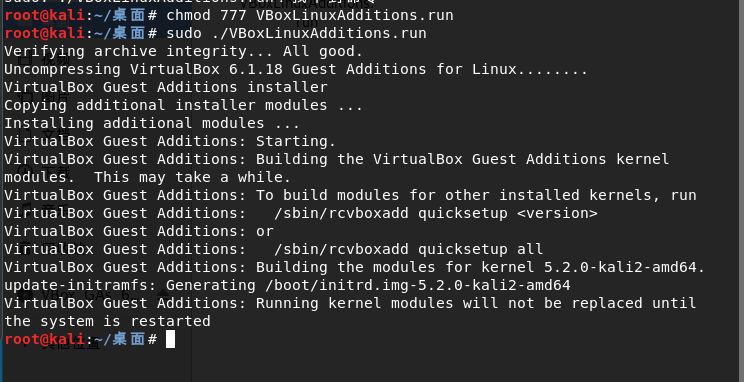 root@kali:~/桌面# chmod 777 VBoxLinuxAdditions.run
root@kali:~/桌面# sudo ./VBoxLinuxAdditions.run
Verifying archive integrity... All good.
Uncompressing VirtualBox 6.1.18 Guest Additions for Linux........
VirtualBox Guest Additions installer
Copying additional installer modules ...
Installing additional modules ...
VirtualBox Guest Additions: Starting.
VirtualBox Guest Additions: Building the VirtualBox Guest Additions kernel
modules.  This may take a while.
VirtualBox Guest Additions: To build modules for other installed kernels, run
VirtualBox Guest Additions:   /sbin/rcvboxadd quicksetup <version>
VirtualBox Guest Additions: or
VirtualBox Guest Additions:   /sbin/rcvboxadd quicksetup all
VirtualBox Guest Additions: Building the modules for kernel 5.2.0-kali2-amd64.
update-initramfs: Generating /boot/initrd.img-5.2.0-kali2-amd64
VirtualBox Guest Additions: Running kernel modules will not be replaced until
the system is restarted
root@kali:~/桌面#